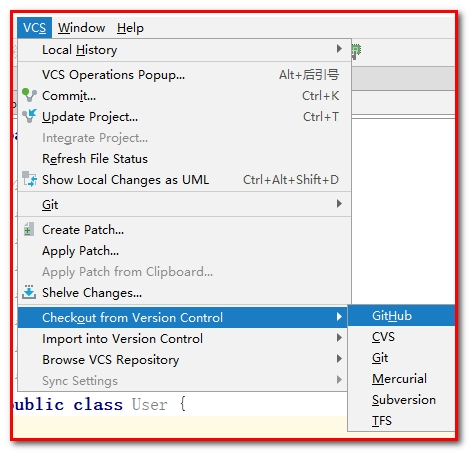 VCS Window Help
Local History
VCS Operations Popup... Alt+后引号
Commit... Ctrl+K
Update Project... Ctrl+T
Integrate Project...
Refresh File Status
Show Local Changes as UML Ctrl+Alt+Shift+D
Git
Create Patch...
Apply Patch...
Apply Patch from Clipboard...
Shelve Changes...
Checkout from Version Control
GitHub
Import into Version Control
CVS
Browse VCS Repository
Git
Sync Settings
Mercurial
public class User {
Subversion
TFS